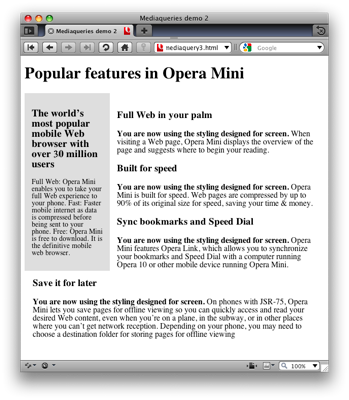 Mediaqueries demo 2
Mediaqueries demo 2
mediaquery3.html
Google
Popular features in Opera Mini
The world's
most popular
mobile Web
browser with
over 30 million
users
Full Web: Opera Mini
enables you to take your
full Web experience to
your phone. Fast: Faster
mobile internet as data
is compressed before
being sent to your
phone. Free: Opera Mini
is free to download. It is
the definitive mobile
web browser.
Full Web in your palm
You are now using the styling designed for screen. When
visiting a Web page, Opera Mini displays the overview of the
page and suggests where to begin your reading.
Built for speed
You are now using the styling designed for screen. Opera
Mini is built for speed. Web pages are compressed by up to
90% of its original size for speed, saving your time & money.
Sync bookmarks and Speed Dial
You are now using the styling designed for screen. Opera
Mini features Opera Link, which allows you to synchronize
your bookmarks and Speed Dial with a computer running
Opera 10 or other mobile device running Opera Mini.
Save it for later
You are now using the styling designed for screen. On phones with JSR-75, Opera
Mini lets you save pages for offline viewing so you can quickly access and read your
desired Web content, even when you're on a plane, in the subway, or in other places
where you can't get network reception. Depending on your phone, you may need to
choose a destination folder for storing pages for offline viewing
100%